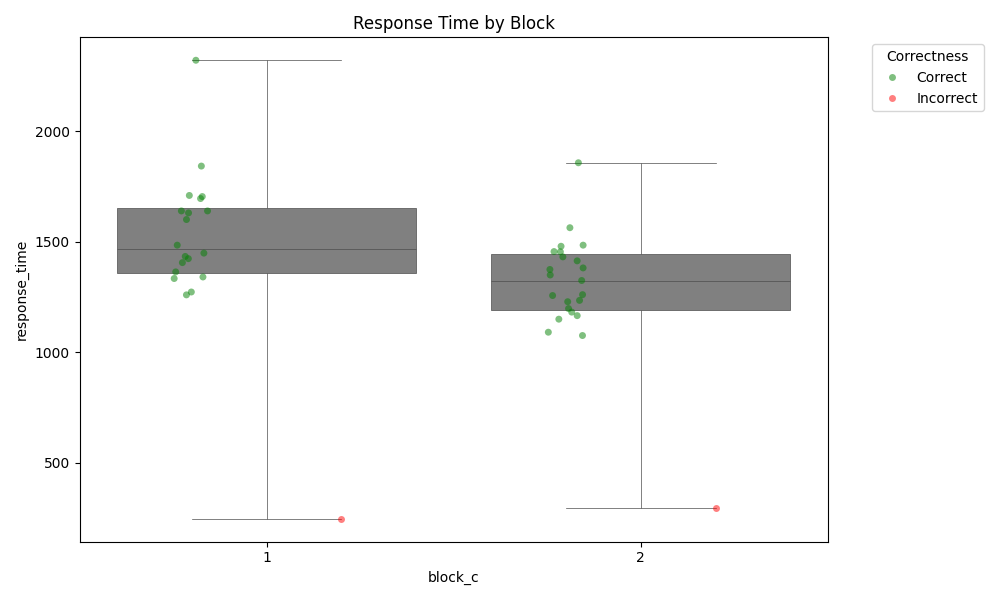 Response Time by Block
Correctness
Correct
Incorrect
2000
1500
1000
500
response_time
1
2
block_c